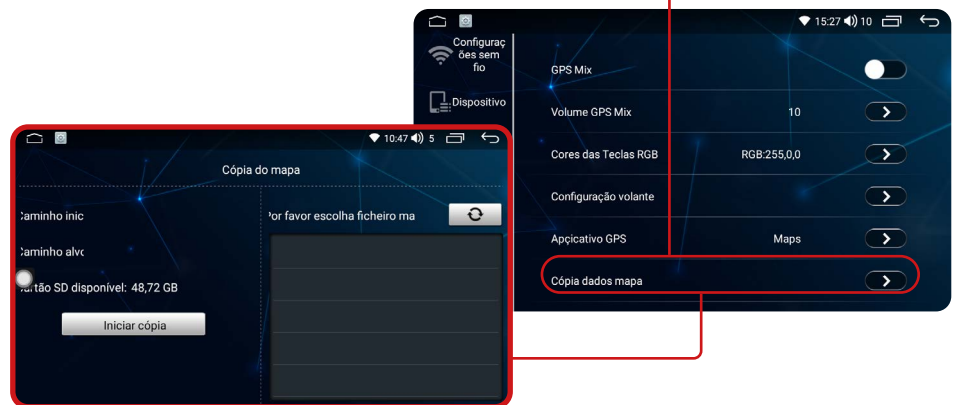 15:27 10
Configuraç
ões sem
fio
Dispositivo
GPS Mix
Volume GPS Mix 10
Cores das Teclas RGB RGB:255,0,0
Configuração volante
Apçicativo GPS Maps
Cópia dados mapa
10:47 5
Cópia do mapa
Caminho inic
Caminho alvo
Por favor escolha ficheiro ma
Cartão SD disponível: 48,72 GB
Iniciar cópia